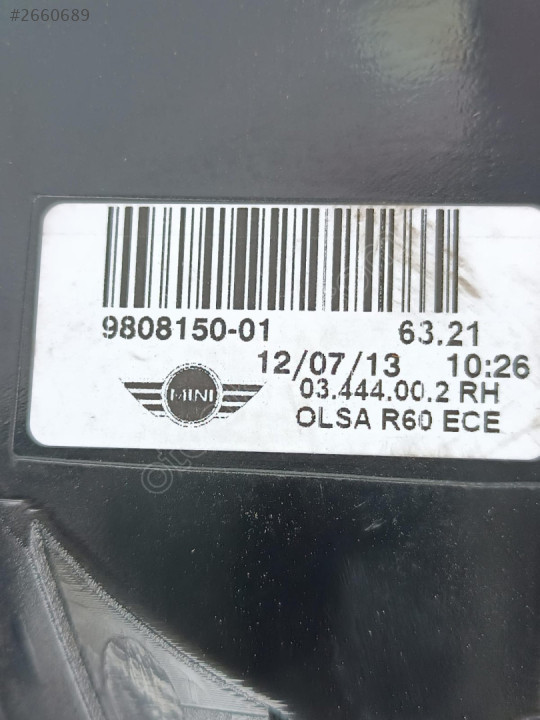 #2660689
9808150-01 63.21
12/07/13 10:26
03.444.00.2 RH
MINI
OLSA R60 ECE